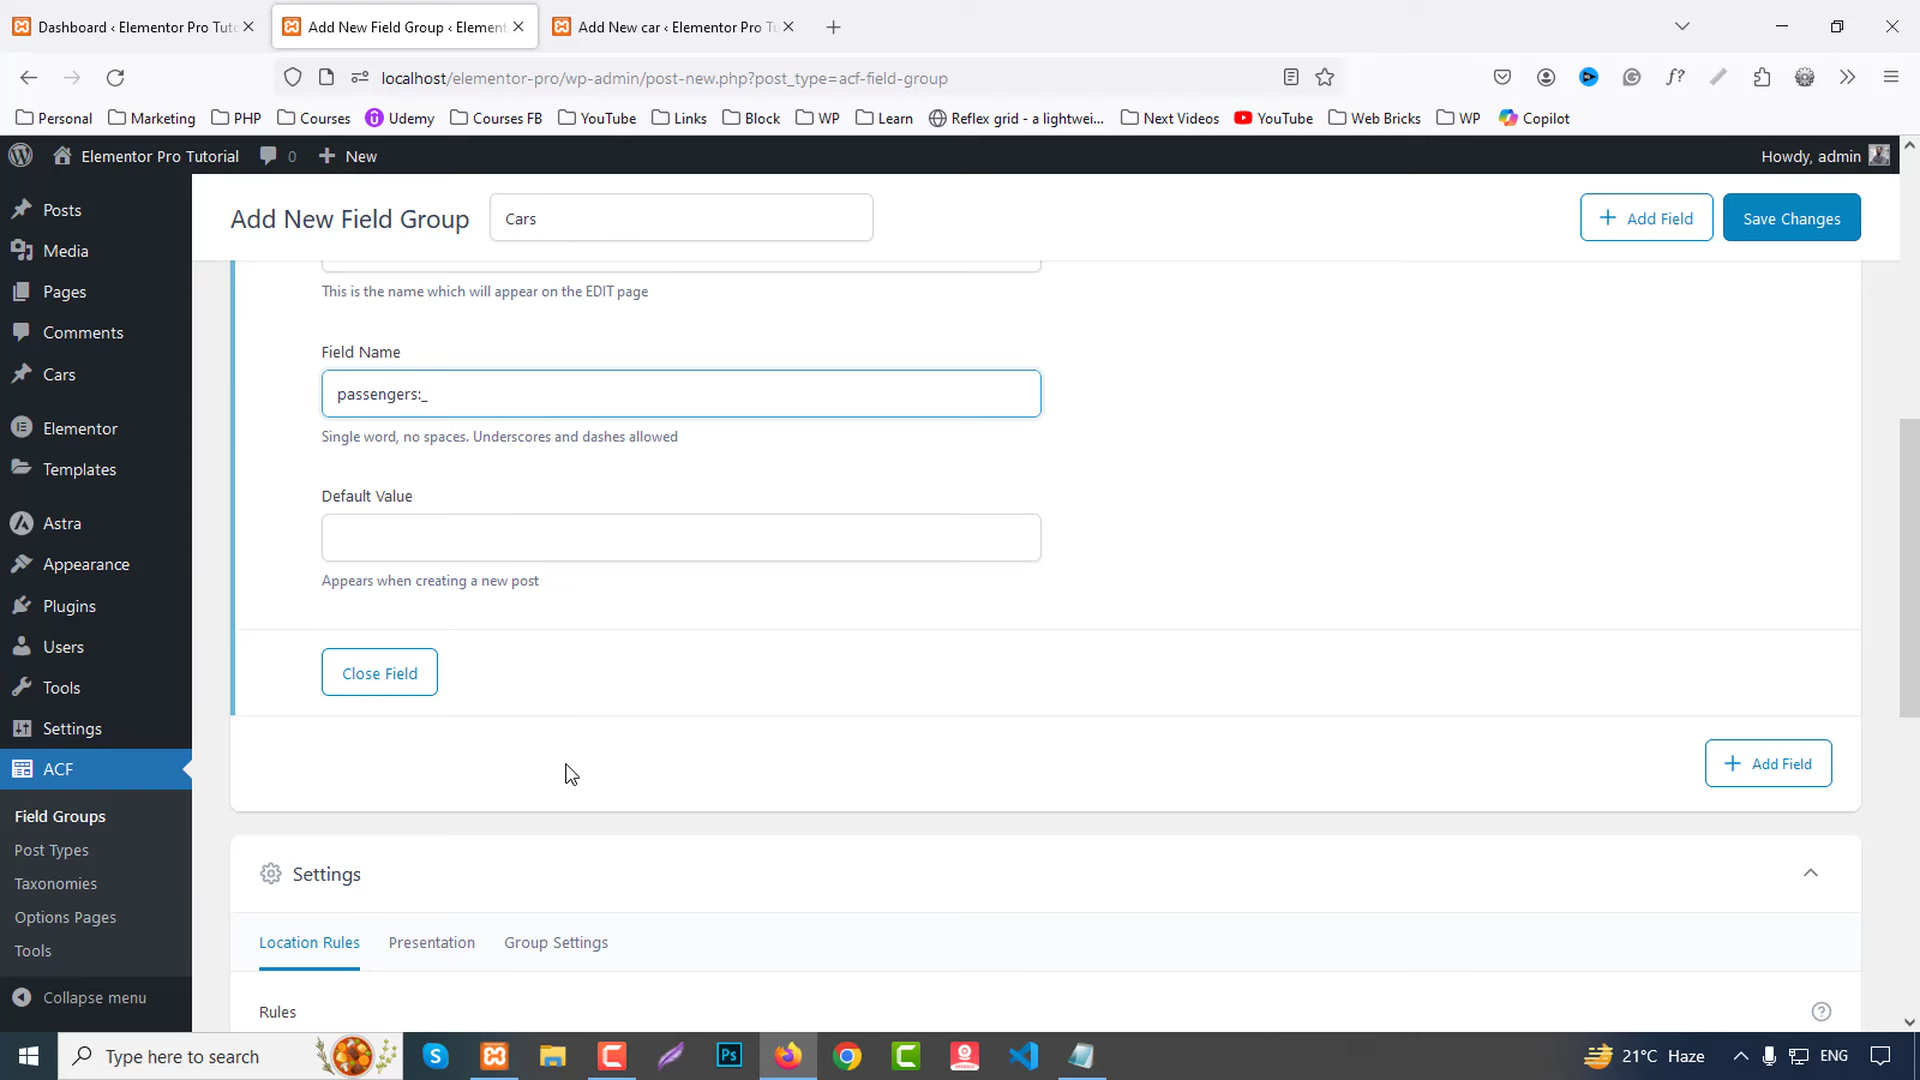 Dashboard ‹ Elementor Pro Tuto
Add New Field Group ‹ Element
Add New car ‹ Elementor Pro Tu
localhost/elementor-pro/wp-admin/post-new.php?post_type=acf-field-group
Personal
Marketing
PHP
Courses
Udemy
Courses FB
YouTube
Links
Block
WP
Learn
Reflex grid - a lightwei...
Next Videos
YouTube
Web Bricks
WP
Copilot
Elementor Pro Tutorial
0
New
Howdy, admin
Posts
Media
Pages
Comments
Cars
Elementor
Templates
Astra
Appearance
Plugins
Users
Tools
Settings
ACF
Field Groups
Post Types
Taxonomies
Options Pages
Tools
Collapse menu
Add New Field Group
Cars
Add Field
Save Changes
This is the name which will appear on the EDIT page
Field Name
passengers:_
Single word, no spaces. Underscores and dashes allowed
Default Value
Appears when creating a new post
Close Field
Add Field
Settings
Location Rules
Presentation
Group Settings
Rules
Type here to search
Ps
21°C Haze
ENG